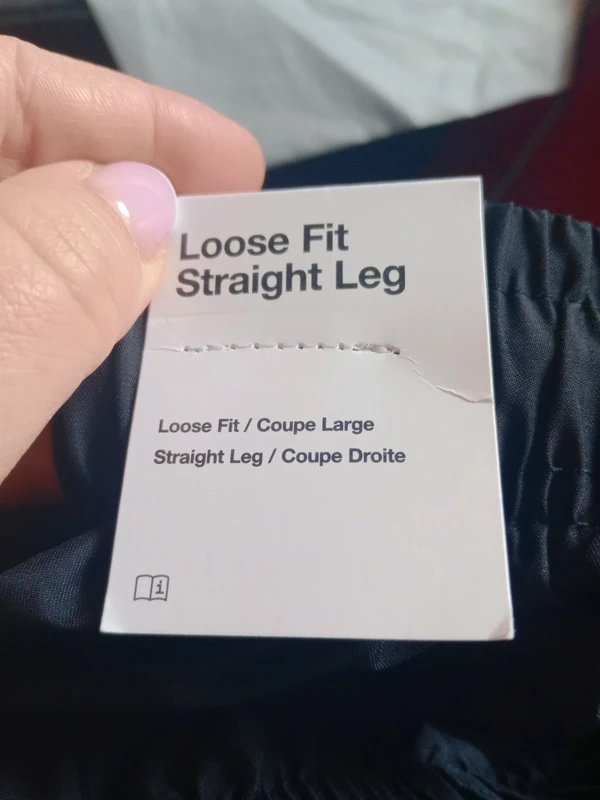 Loose Fit
Straight Leg
Loose Fit / Coupe Large
Straight Leg / Coupe Droite
i